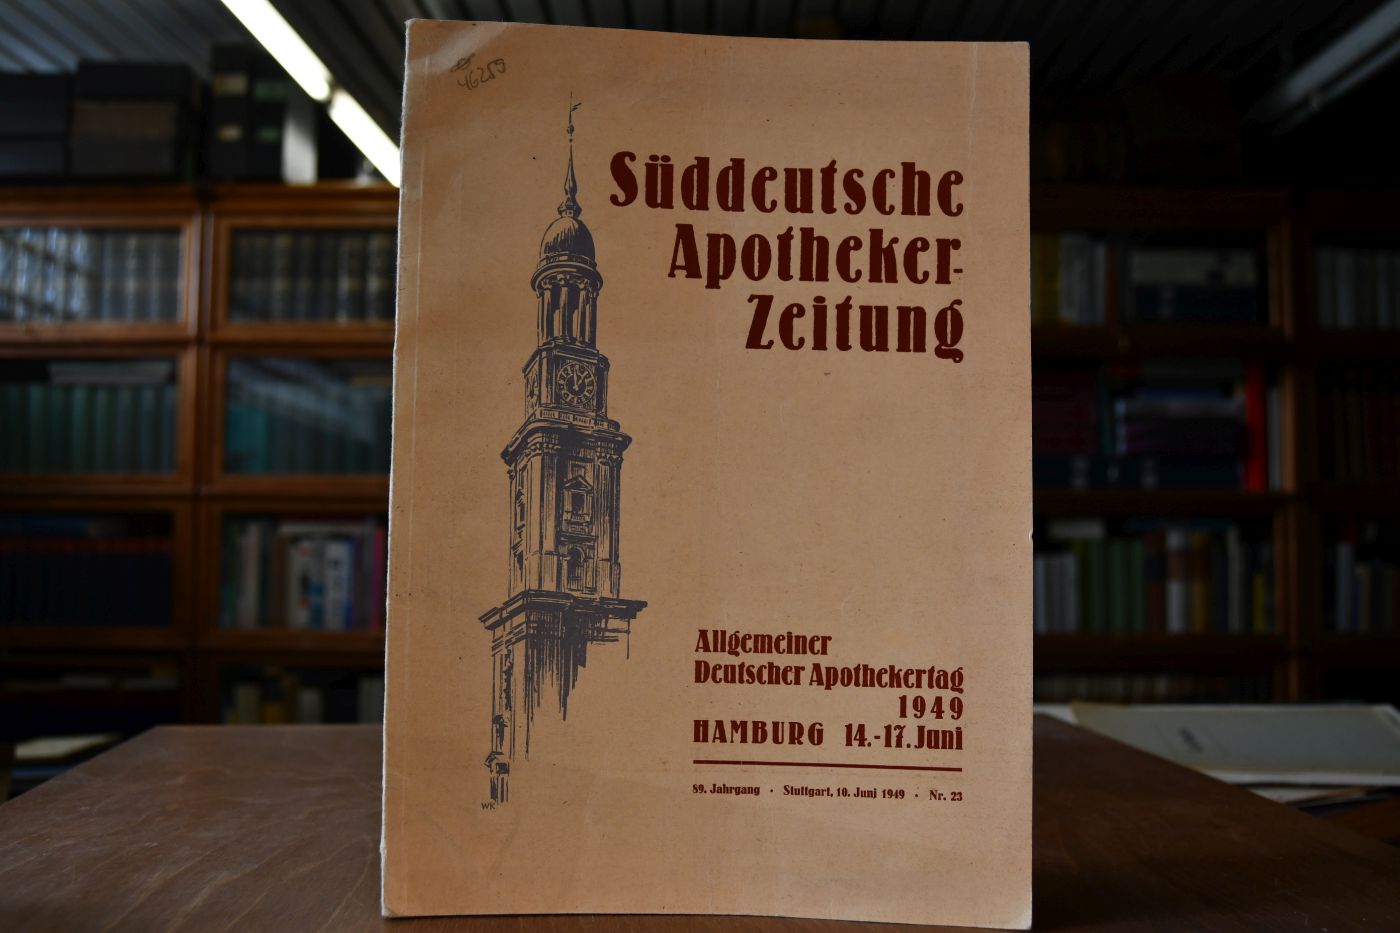 46289
Süddeutsche
Apotheker-
Zeitung
Allgemeiner
Deutscher Apothekertag
1949
HAMBURG 14.-17. Juni
89. Jahrgang · Stuttgart, 10. Juni 1949 · Nr. 23
WK